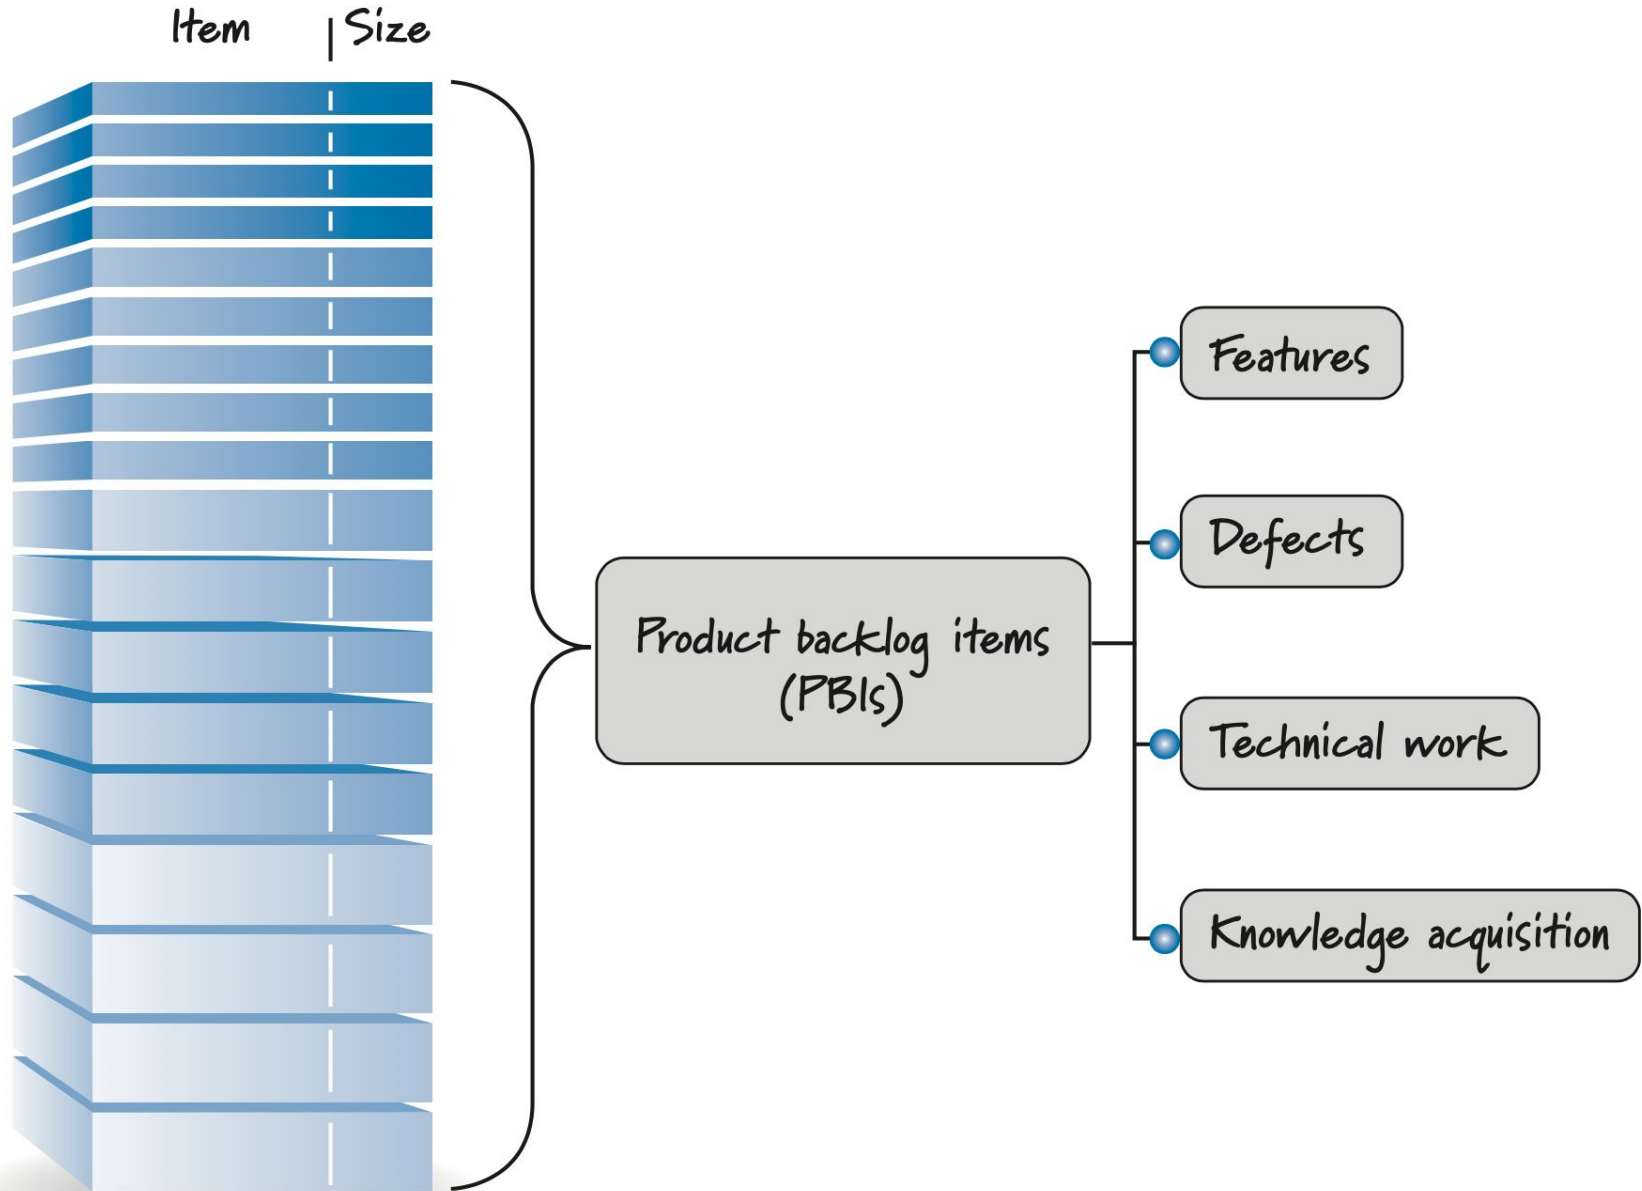 Item | Size
Product backlog items
(PBIs)
Features
Defects
Technical work
Knowledge acquisition